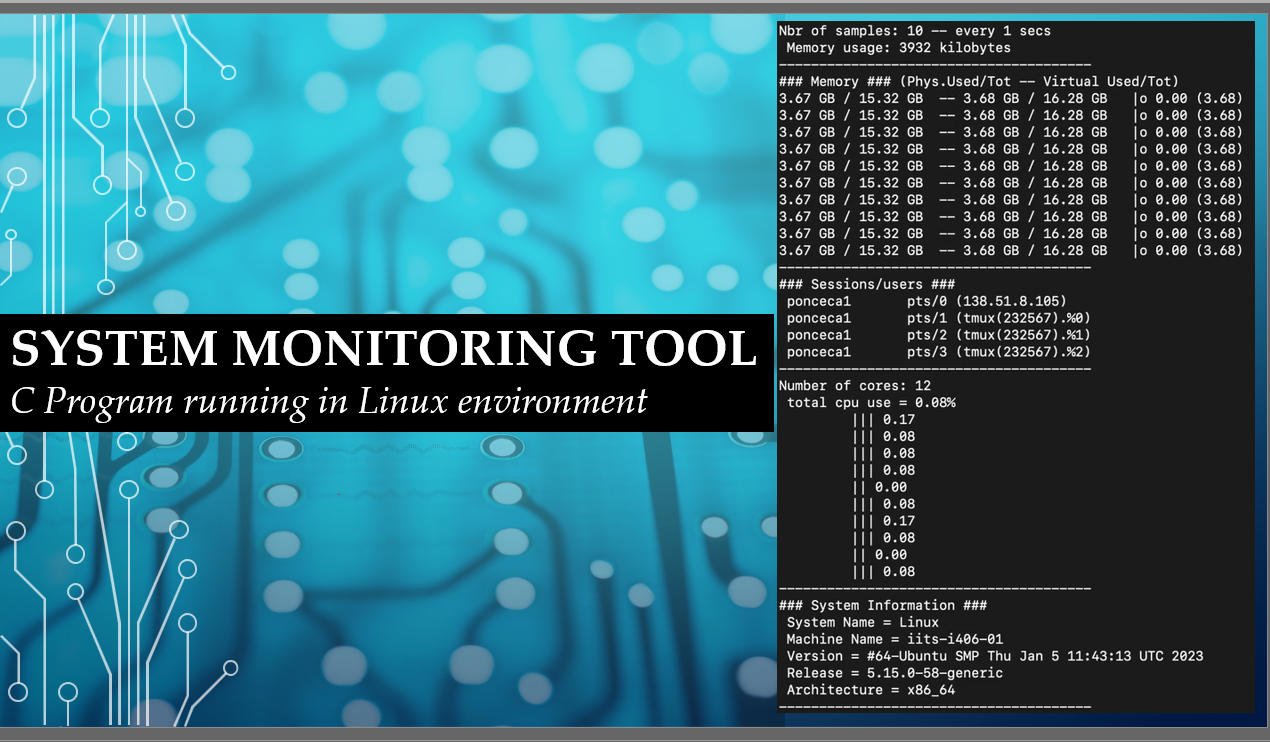 SYSTEM MONITORING TOOL
C Program running in Linux environment
Nbr of samples: 10 -- every 1 secs
Memory usage: 3932 kilobytes
---------------------------------------
### Memory ### (Phys.Used/Tot -- Virtual Used/Tot)
3.67 GB / 15.32 GB  -- 3.68 GB / 16.28 GB   |o 0.00 (3.68)
3.67 GB / 15.32 GB  -- 3.68 GB / 16.28 GB   |o 0.00 (3.68)
3.67 GB / 15.32 GB  -- 3.68 GB / 16.28 GB   |o 0.00 (3.68)
3.67 GB / 15.32 GB  -- 3.68 GB / 16.28 GB   |o 0.00 (3.68)
3.67 GB / 15.32 GB  -- 3.68 GB / 16.28 GB   |o 0.00 (3.68)
3.67 GB / 15.32 GB  -- 3.68 GB / 16.28 GB   |o 0.00 (3.68)
3.67 GB / 15.32 GB  -- 3.68 GB / 16.28 GB   |o 0.00 (3.68)
3.67 GB / 15.32 GB  -- 3.68 GB / 16.28 GB   |o 0.00 (3.68)
3.67 GB / 15.32 GB  -- 3.68 GB / 16.28 GB   |o 0.00 (3.68)
3.67 GB / 15.32 GB  -- 3.68 GB / 16.28 GB   |o 0.00 (3.68)
---------------------------------------
### Sessions/users ###
ponceca1       pts/0 (138.51.8.105)
ponceca1       pts/1 (tmux(232567).%0)
ponceca1       pts/2 (tmux(232567).%1)
ponceca1       pts/3 (tmux(232567).%2)
---------------------------------------
Number of cores: 12
total cpu use = 0.08%
||| 0.17
||| 0.08
||| 0.08
||| 0.08
|| 0.00
||| 0.08
||| 0.17
||| 0.08
|| 0.00
||| 0.08
---------------------------------------
### System Information ###
System Name = Linux
Machine Name = iits-i406-01
Version = #64-Ubuntu SMP Thu Jan 5 11:43:13 UTC 2023
Release = 5.15.0-58-generic
Architecture = x86_64
---------------------------------------